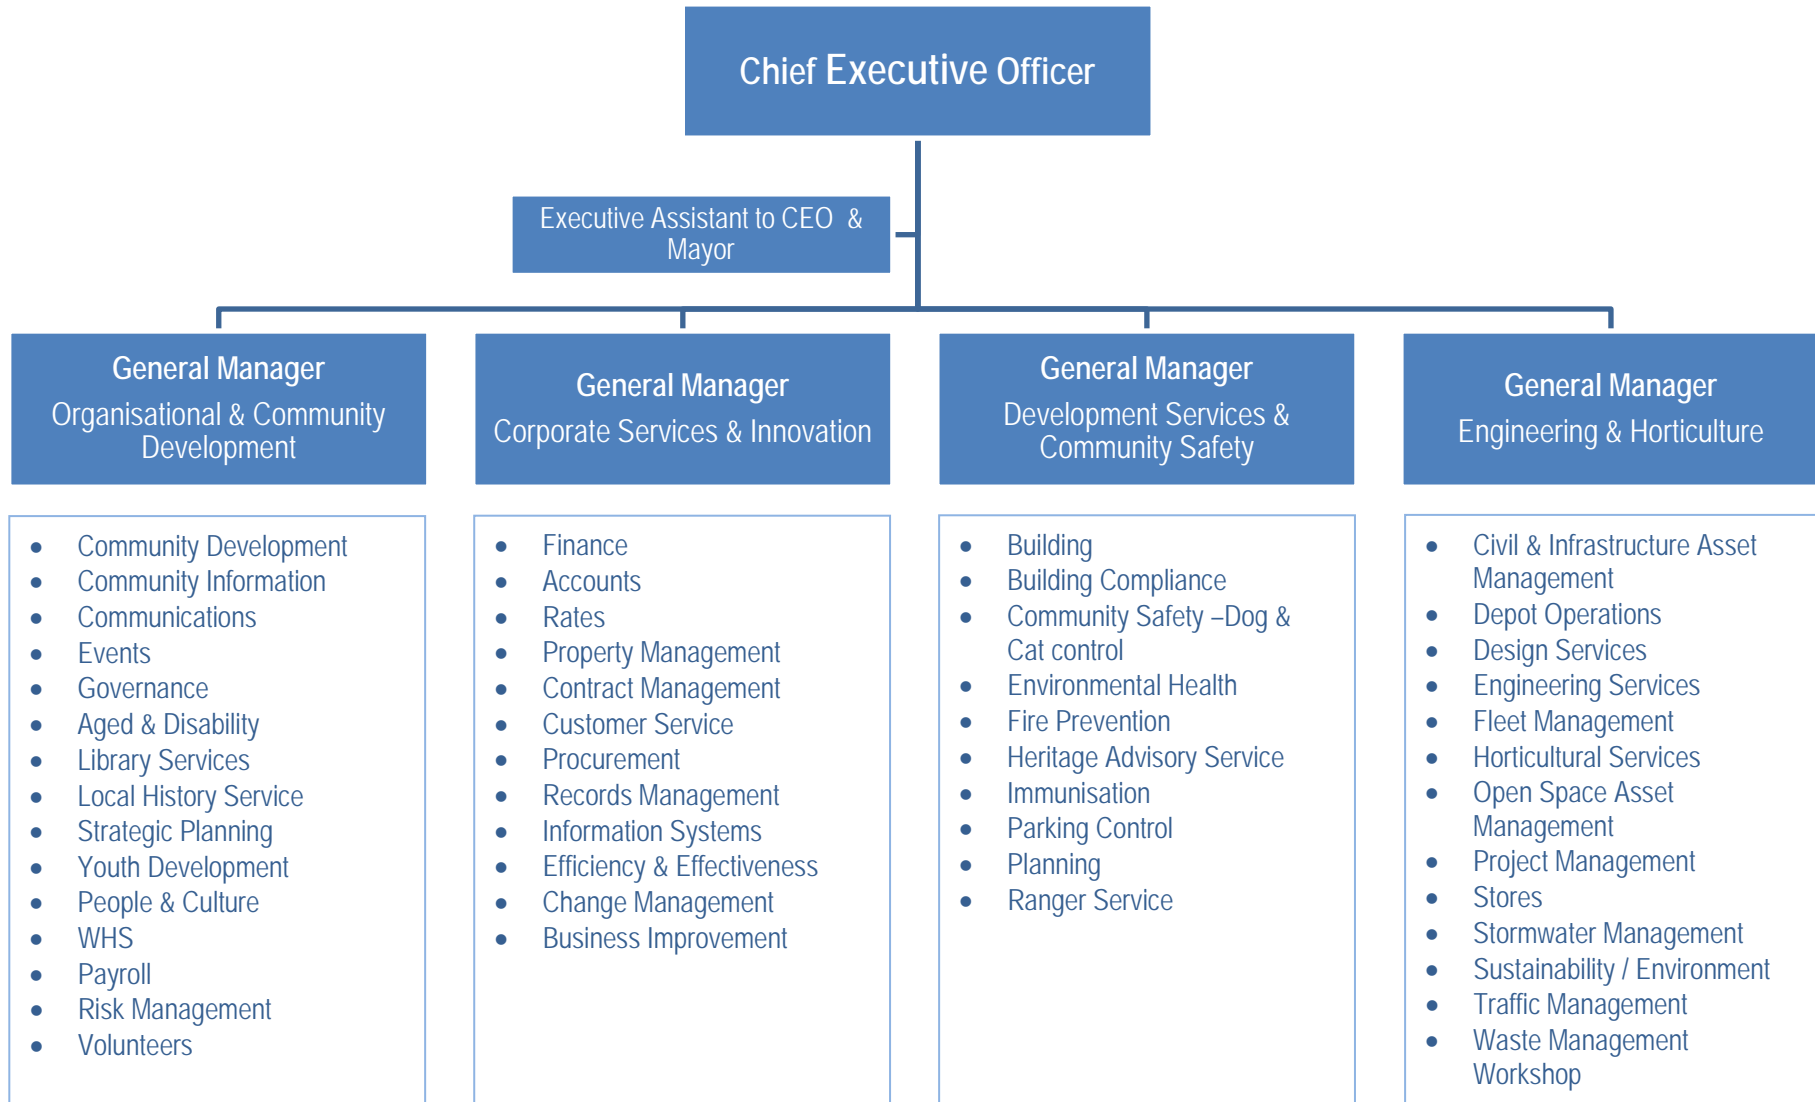 Chief Executive Officer
Executive Assistant to CEO &
Mayor
General Manager
Organisational & Community
Development
General Manager
Corporate Services & Innovation
General Manager
Development Services &
Community Safety
General Manager
Engineering & Horticulture
• Community Development
• Community Information
• Communications
• Events
• Governance
• Aged & Disability
• Library Services
• Local History Service
• Strategic Planning
• Youth Development
• People & Culture
• WHS
• Payroll
• Risk Management
• Volunteers
• Finance
• Accounts
• Rates
• Property Management
• Contract Management
• Customer Service
• Procurement
• Records Management
• Information Systems
• Efficiency & Effectiveness
• Change Management
• Business Improvement
• Building
• Building Compliance
• Community Safety –Dog &
Cat control
• Environmental Health
• Fire Prevention
• Heritage Advisory Service
• Immunisation
• Parking Control
• Planning
• Ranger Service
• Civil & Infrastructure Asset
Management
• Depot Operations
• Design Services
• Engineering Services
• Fleet Management
• Horticultural Services
• Open Space Asset
Management
• Project Management
• Stores
• Stormwater Management
• Sustainability / Environment
• Traffic Management
• Waste Management
Workshop